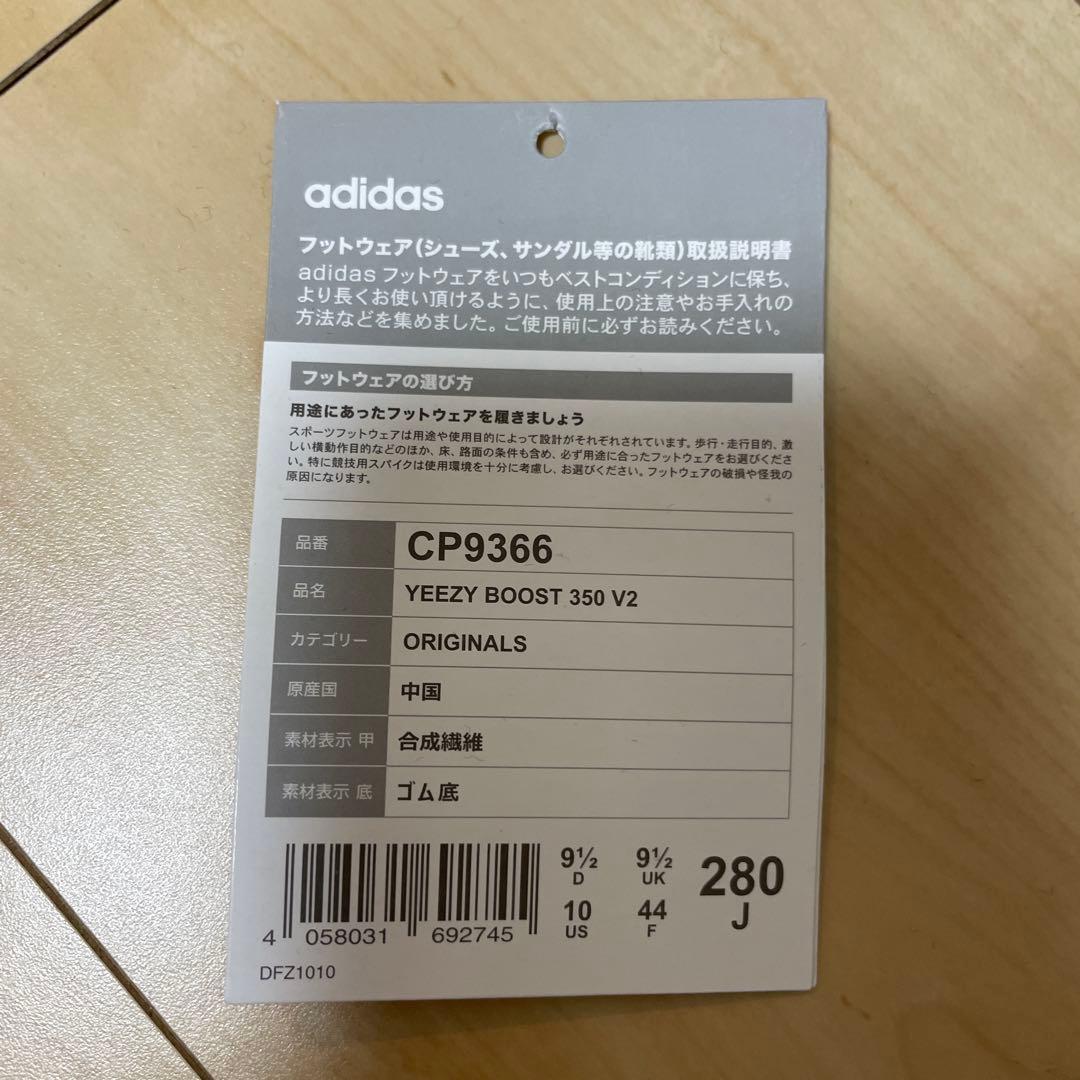 adidas
フットウェア(シューズ、サンダル等の靴類)取扱説明書
adidas フットウェアをいつもベストコンディションに保ち、
より長くお使い頂けるように、使用上の注意やお手入れの
方法などを集めました。ご使用前に必ずお読みください。
フットウェアの選び方
用途にあったフットウェアを履きましょう
スポーツフットウェアは用途や使用目的によって設計がそれぞれされています。歩行・走行目的、激
しい横動作目的などのほか、床、路面の条件も含め、必ず用途に合ったフットウェアをお選びくださ
い。特に競技用スパイクは使用環境を十分に考慮し、お選びください。フットウェアの破損や怪我の
原因になります。
品番 CP9366
品名 YEEZY BOOST 350 V2
カテゴリー ORIGINALS
原産国 中国
素材表示 甲 合成繊維
素材表示 底 ゴム底
9½ D 9½ UK 280 J
10 US 44 F
4 058031 692745
DFZ1010